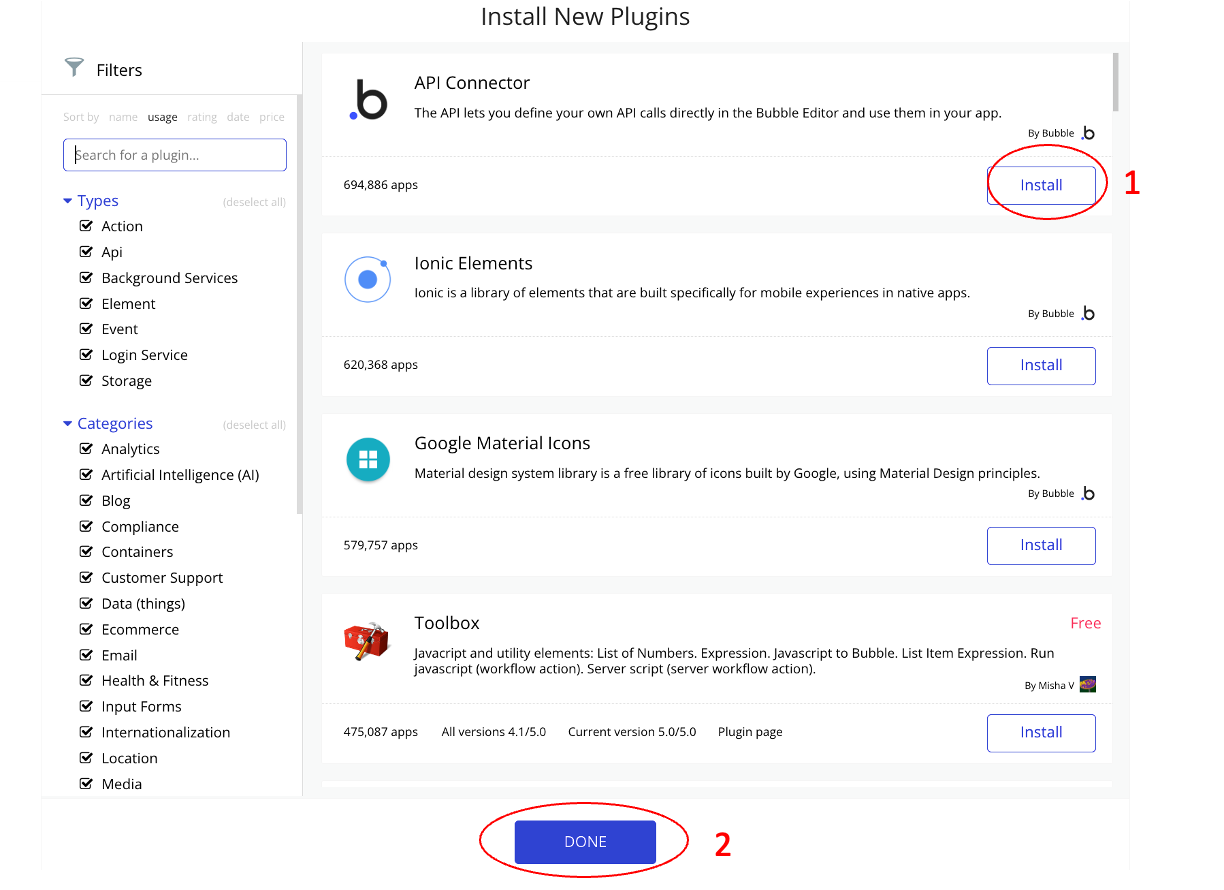 Install New Plugins
Filters
Sort by name usage rating date price
Search for a plugin...
Types (deselect all)
Action
Api
Background Services
Element
Event
Login Service
Storage
Categories (deselect all)
Analytics
Artificial Intelligence (AI)
Blog
Compliance
Containers
Customer Support
Data (things)
Ecommerce
Email
Health & Fitness
Input Forms
Internationalization
Location
Media
.b
API Connector
The API lets you define your own API calls directly in the Bubble Editor and use them in your app.
By Bubble .b
694,886 apps
Install
1
Ionic Elements
Ionic is a library of elements that are built specifically for mobile experiences in native apps.
By Bubble .b
620,368 apps
Install
Google Material Icons
Material design system library is a free library of icons built by Google, using Material Design principles.
By Bubble .b
579,757 apps
Install
Toolbox
Free
Javacript and utility elements: List of Numbers. Expression. Javascript to Bubble. List Item Expression. Run
javascript (workflow action). Server script (server workflow action).
By Misha V
475,087 apps All versions 4.1/5.0 Current version 5.0/5.0 Plugin page
Install
DONE
2